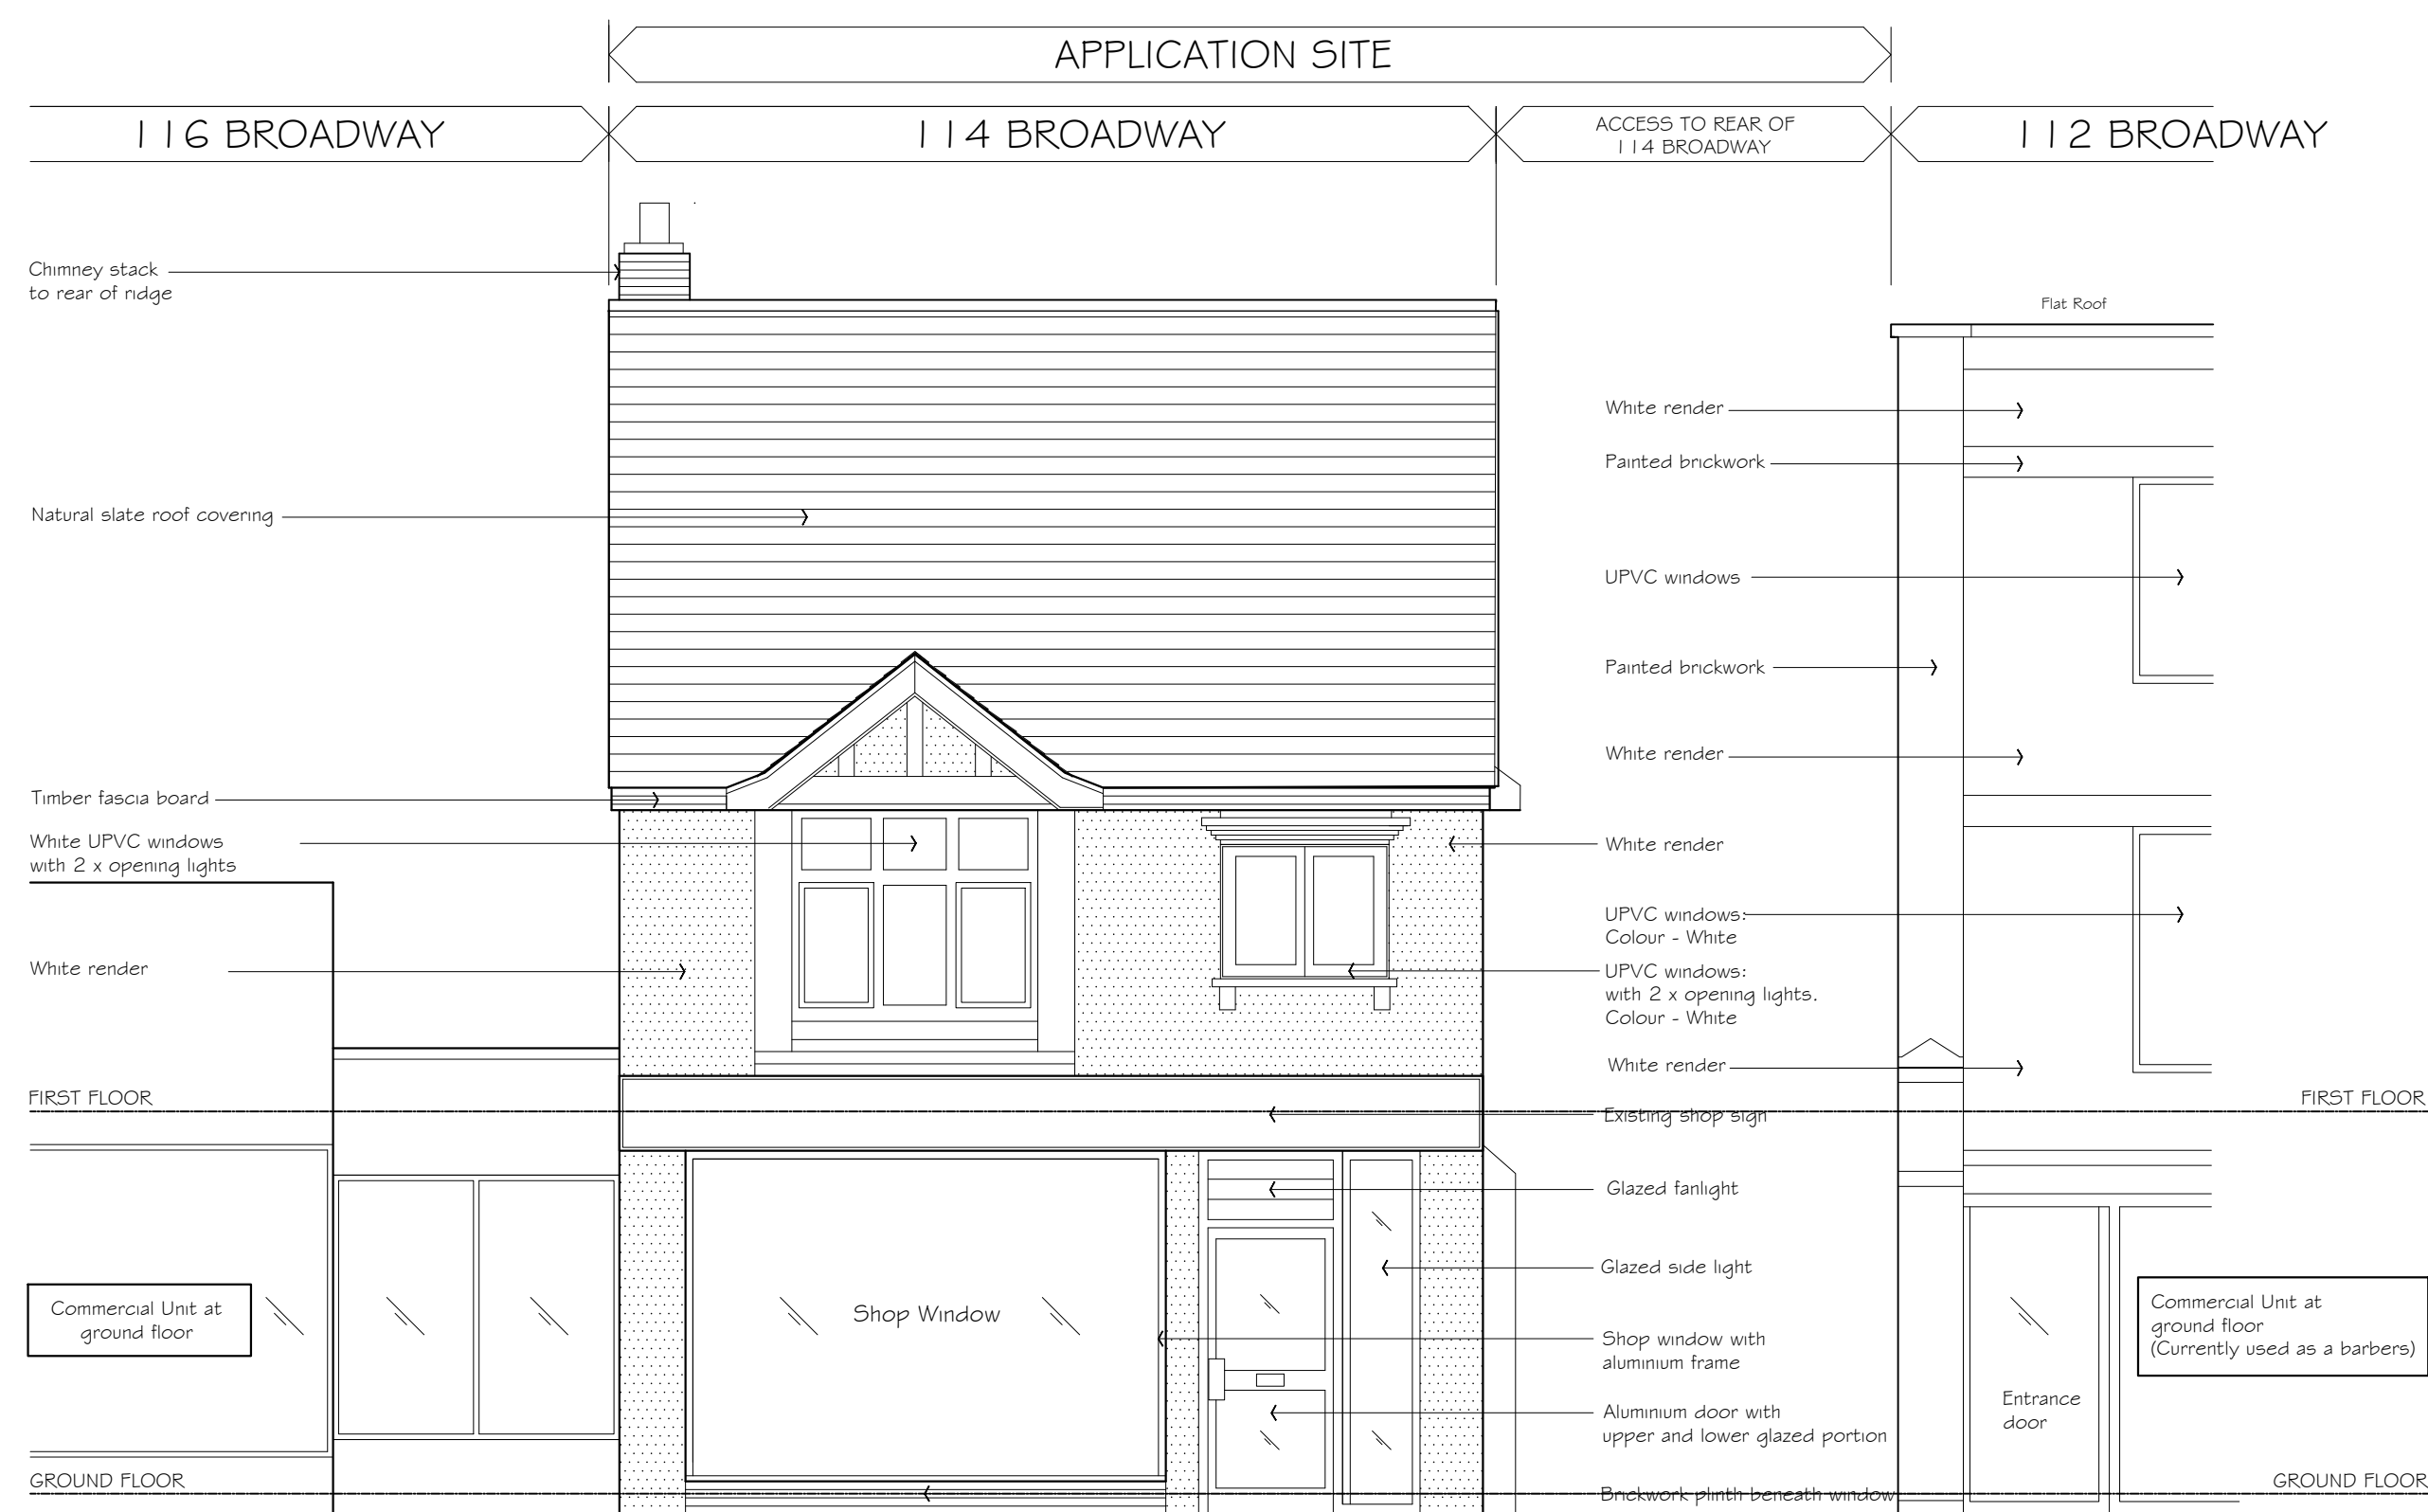 APPLICATION SITE
116 BROADWAY
114 BROADWAY
ACCESS TO REAR OF
114 BROADWAY
112 BROADWAY
Chimney stack
to rear of ridge
Natural slate roof covering
Timber fascia board
White UPVC windows
with 2 x opening lights
White render
FIRST FLOOR
Commercial Unit at
ground floor
GROUND FLOOR
Shop Window
Flat Roof
White render
Painted brickwork
UPVC windows
Painted brickwork
White render
White render
UPVC windows:
Colour - White
UPVC windows:
with 2 x opening lights.
Colour - White
White render
Existing shop sign
Glazed fanlight
Glazed side light
Shop window with
aluminium frame
Aluminium door with
upper and lower glazed portion
Brickwork plinth beneath window
FIRST FLOOR
Commercial Unit at
ground floor
(Currently used as a barbers)
Entrance
door
GROUND FLOOR